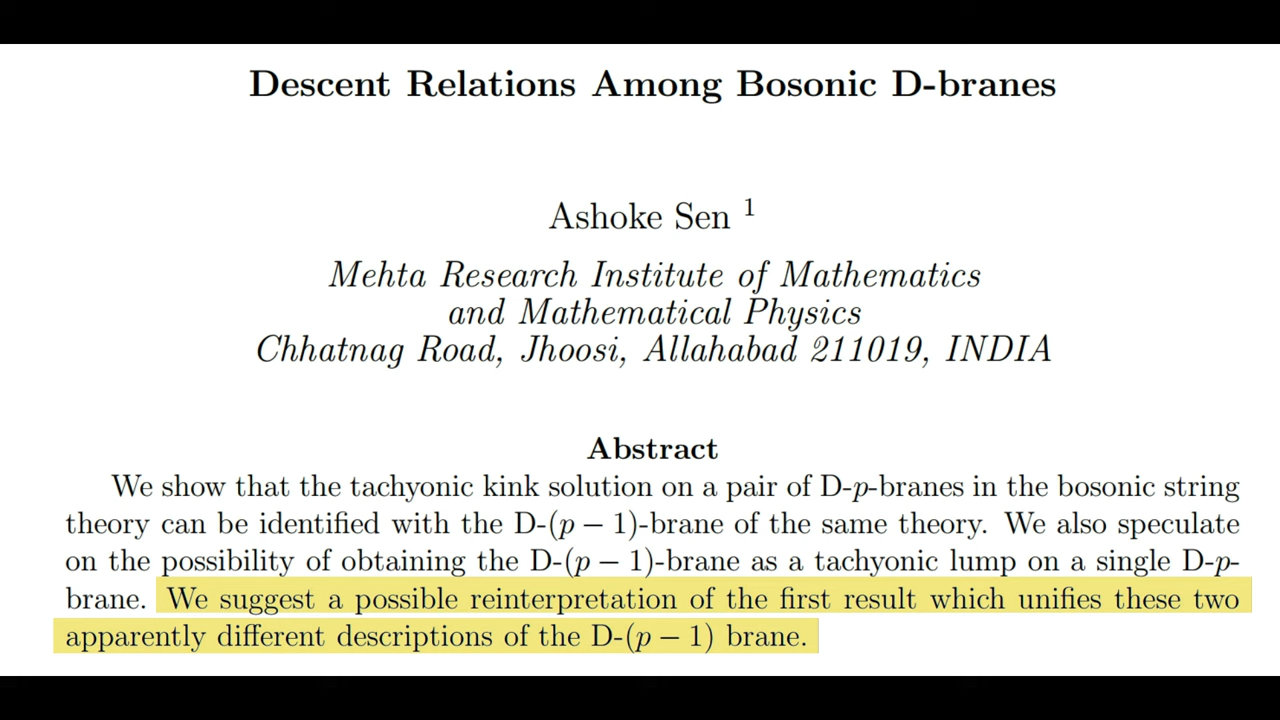 Descent Relations Among Bosonic D-branes
Ashoke Sen 1
Mehta Research Institute of Mathematics
and Mathematical Physics
Chhatnag Road, Jhoosi, Allahabad 211019, INDIA
Abstract
We show that the tachyonic kink solution on a pair of D-p-branes in the bosonic string
theory can be identified with the D-(p − 1)-brane of the same theory. We also speculate
on the possibility of obtaining the D-(p − 1)-brane as a tachyonic lump on a single D-p-
brane. We suggest a possible reinterpretation of the first result which unifies these two
apparently different descriptions of the D-(p − 1) brane.